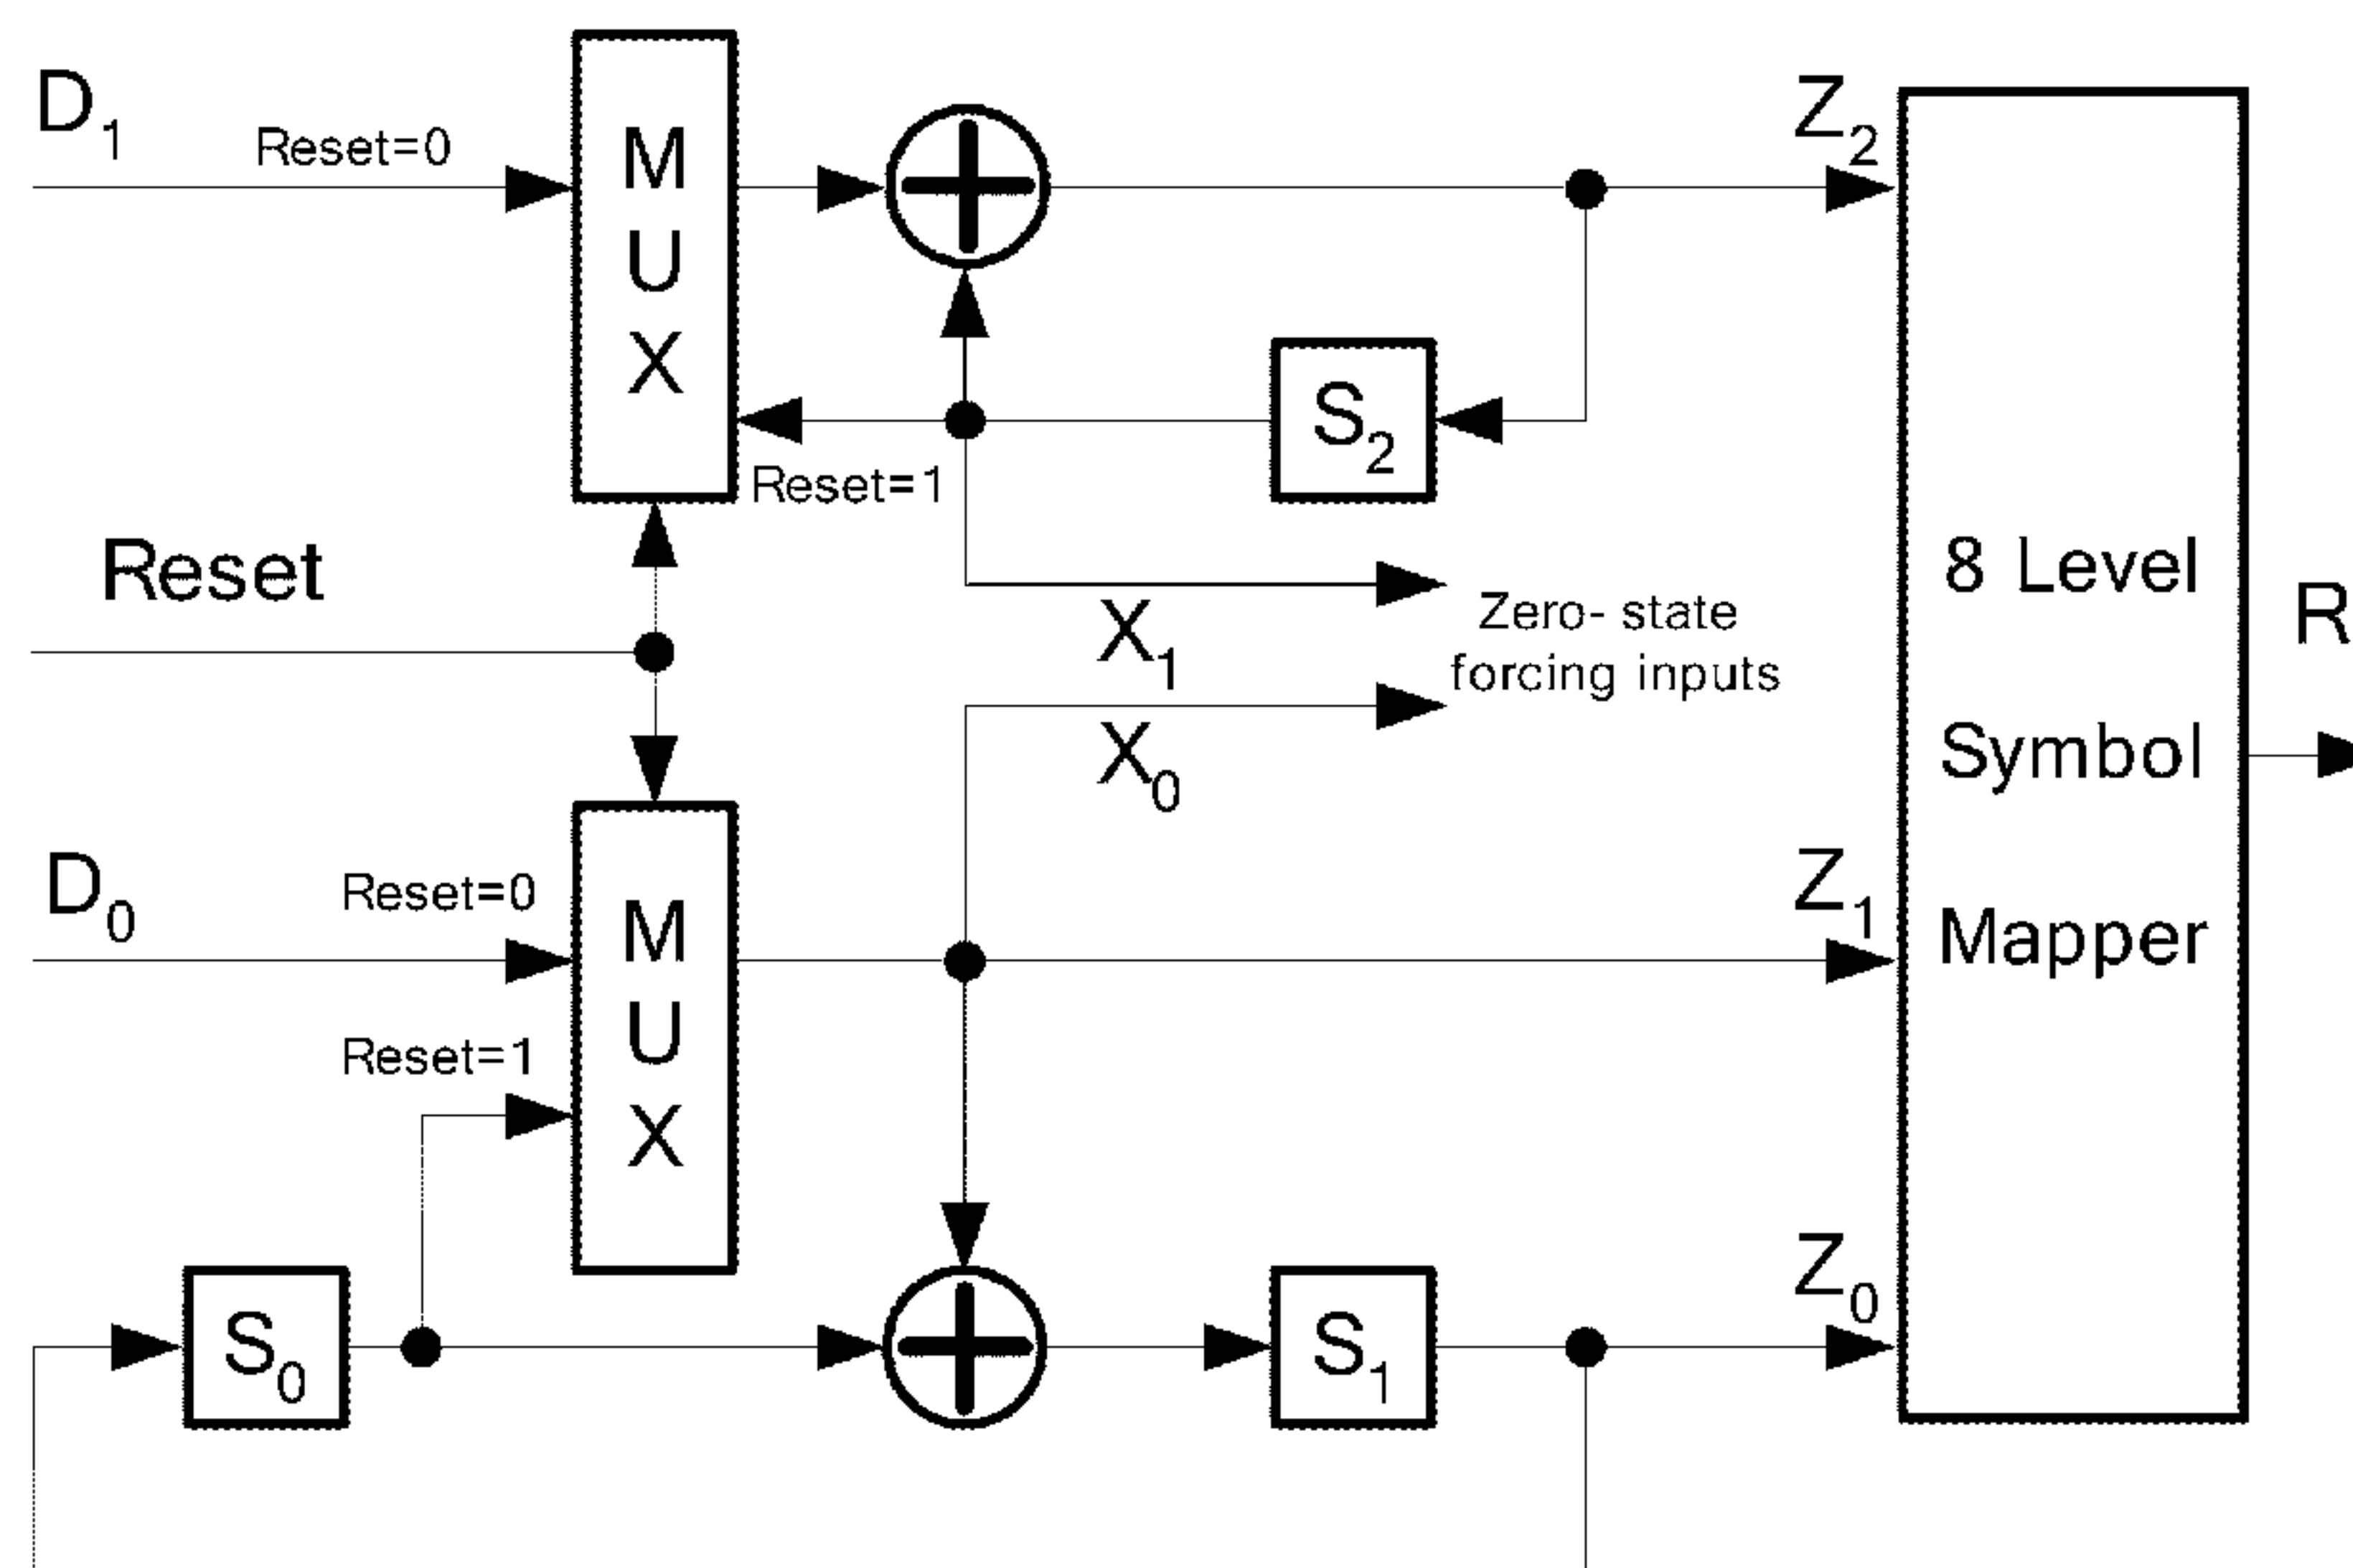 D1
Reset=0
M
U
X
Z2
S2
Reset=1
Reset
X1
Zero- state
forcing inputs
X0
8 Level
Symbol
Mapper
R
D0
Reset=0
M
U
X
Z1
Reset=1
S0
S1
Z0